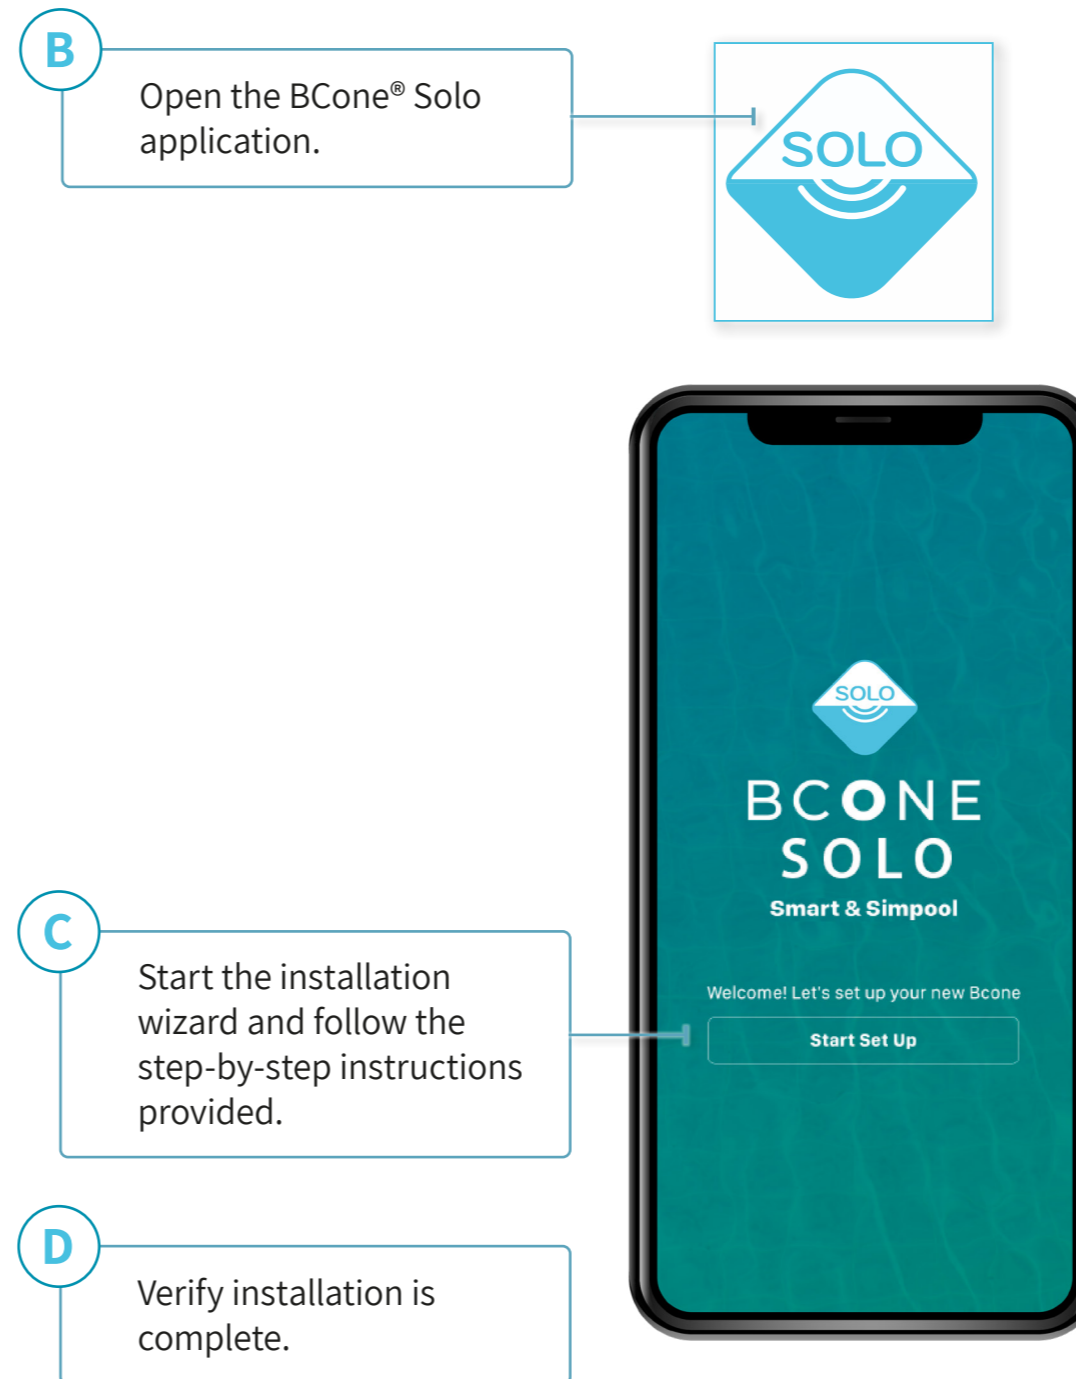 B
Open the BCone® Solo
application.
SOLO
SOLO
BCONE
SOLO
Smart & Simpool
C
Start the installation
wizard and follow the
step-by-step instructions
provided.
Welcome! Let's set up your new Bcone
Start Set Up
D
Verify installation is
complete.